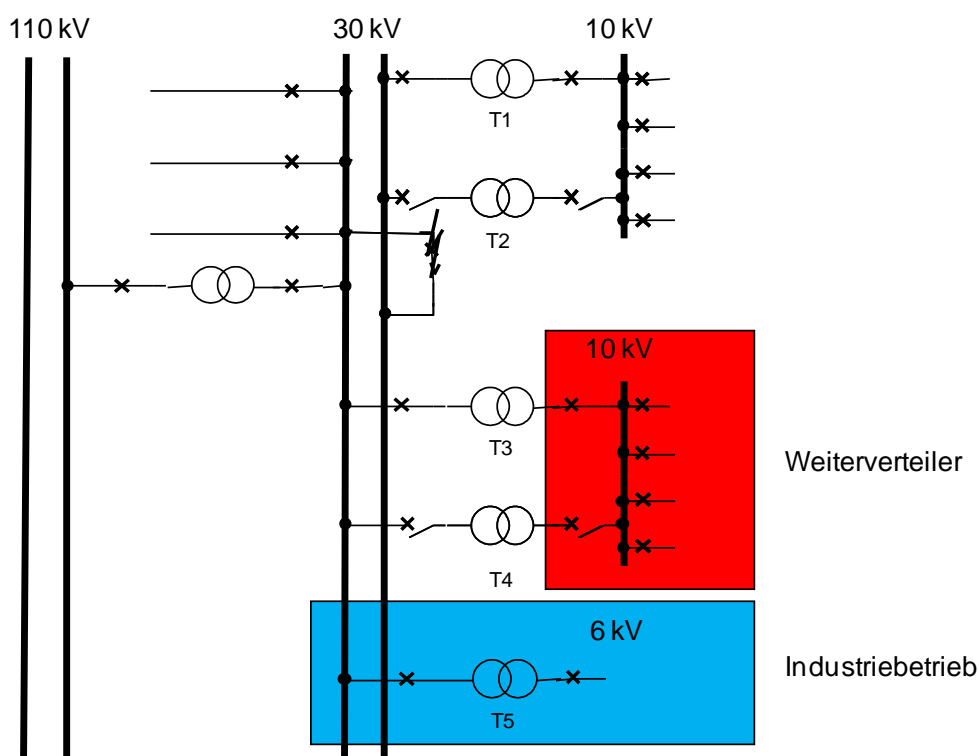 110 kV
30 kV
10 kV
T1
T2
10 kV
T3
Weiterverteiler
T4
6 kV
Industriebetrieb
T5